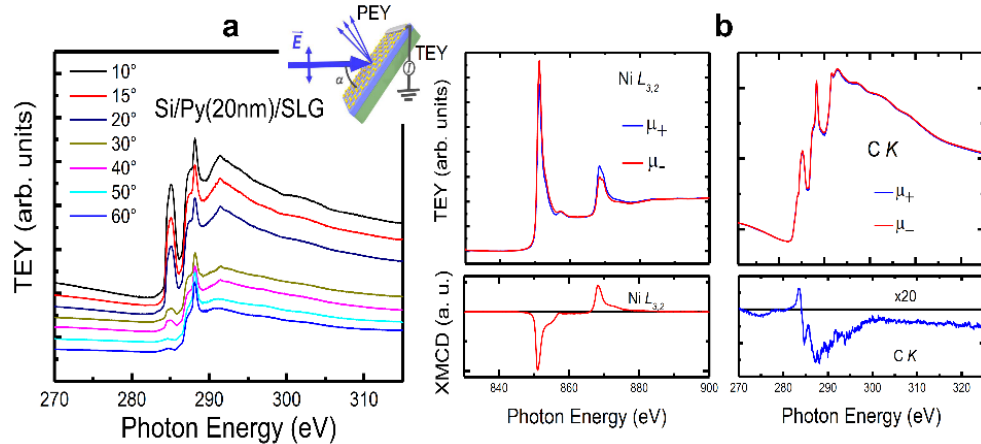 a
PEY
E
TEY
α
10°
15°
20°
30°
40°
50°
60°
Si/Py(20nm)/SLG
TEY (arb. units)
270 280 290 300 310
Photon Energy (eV)
b
Ni L3,2
μ+
μ−
TEY (arb. units)
C K
μ+
μ−
Ni L3,2
XMCD (a. u.)
840 860 880 900
Photon Energy (eV)
x20
C K
270 280 290 300 310 320
Photon Energy (eV)